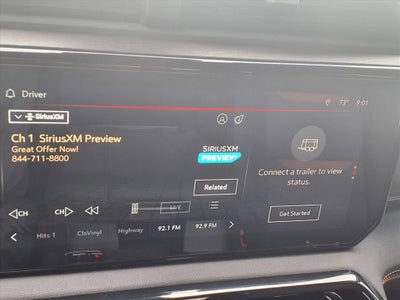 Driver
73° 9:01
SiriusXM
Ch 1 SiriusXM Preview
Great Offer Now!
844-711-8800
SIRIUSXM
PREVIEW
Related
Connect a trailer to view
status.
Get Started
CH CH
LIVE
Hits 1 ClsVinyl Highway 92.1 FM 92.9 FM